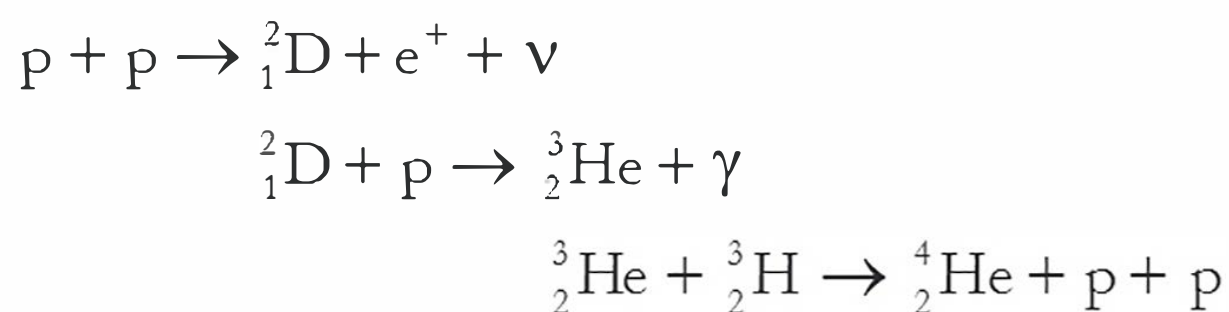 p + p → ²₁D + e⁺ + ν
²₁D + p → ³₂He + γ
³₂He + ³₂H → ⁴₂He + p + p